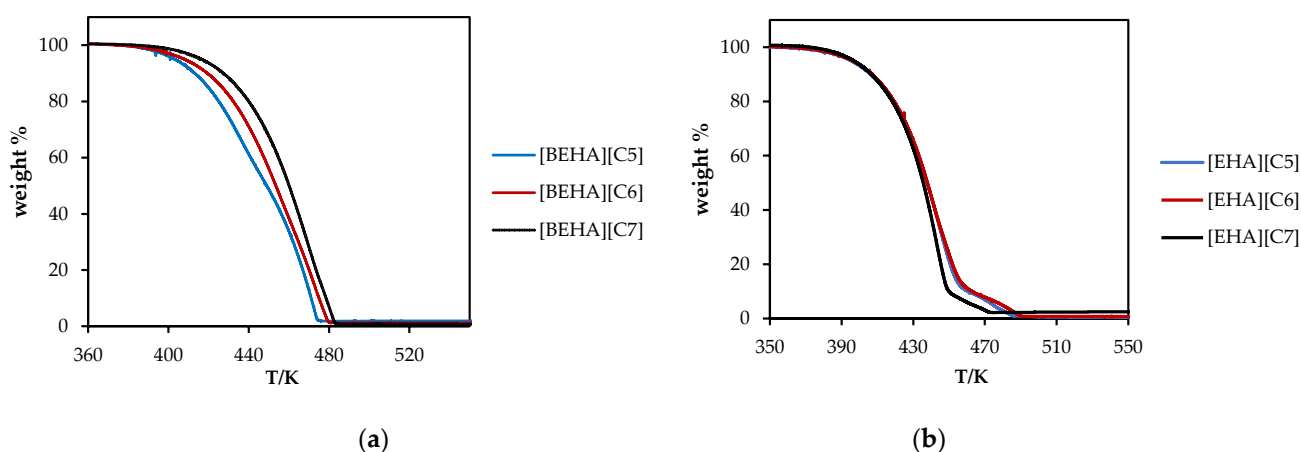 100
80
60
40
20
0
360 400 440 480 520
T/K
weight %
[BEHA][C5]
[BEHA][C6]
[BEHA][C7]
(a)
100
80
60
40
20
0
350 390 430 470 510 550
T/K
weight %
[EHA][C5]
[EHA][C6]
[EHA][C7]
(b)